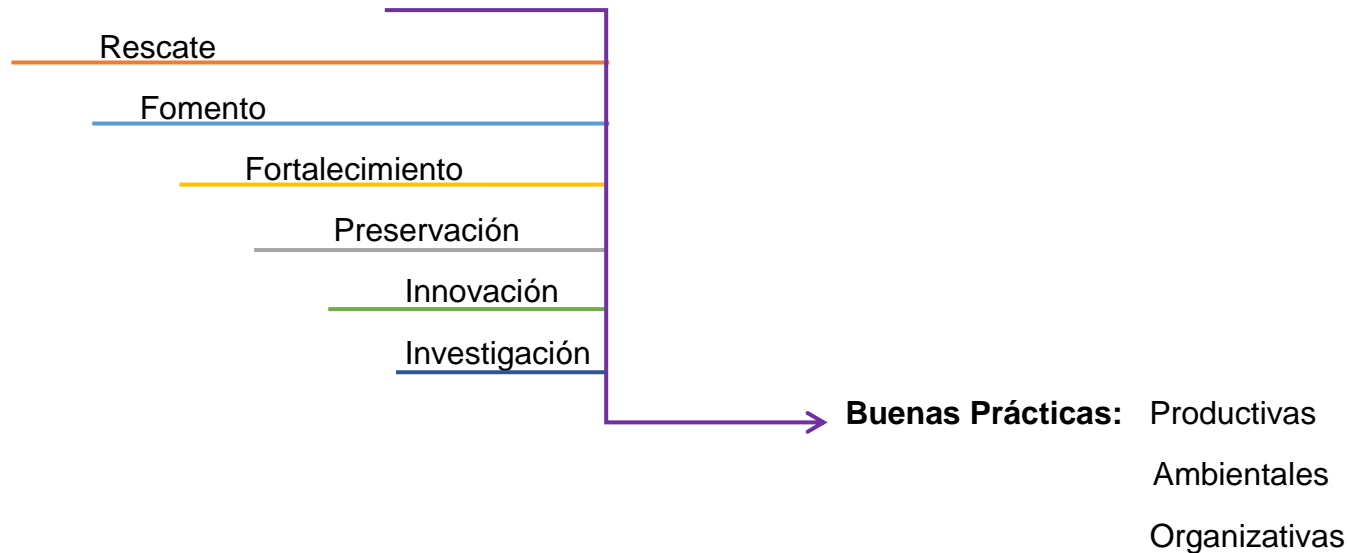 Rescate
Fomento
Fortalecimiento
Preservación
Innovación
Investigación
Buenas Prácticas: Productivas
Ambientales
Organizativas